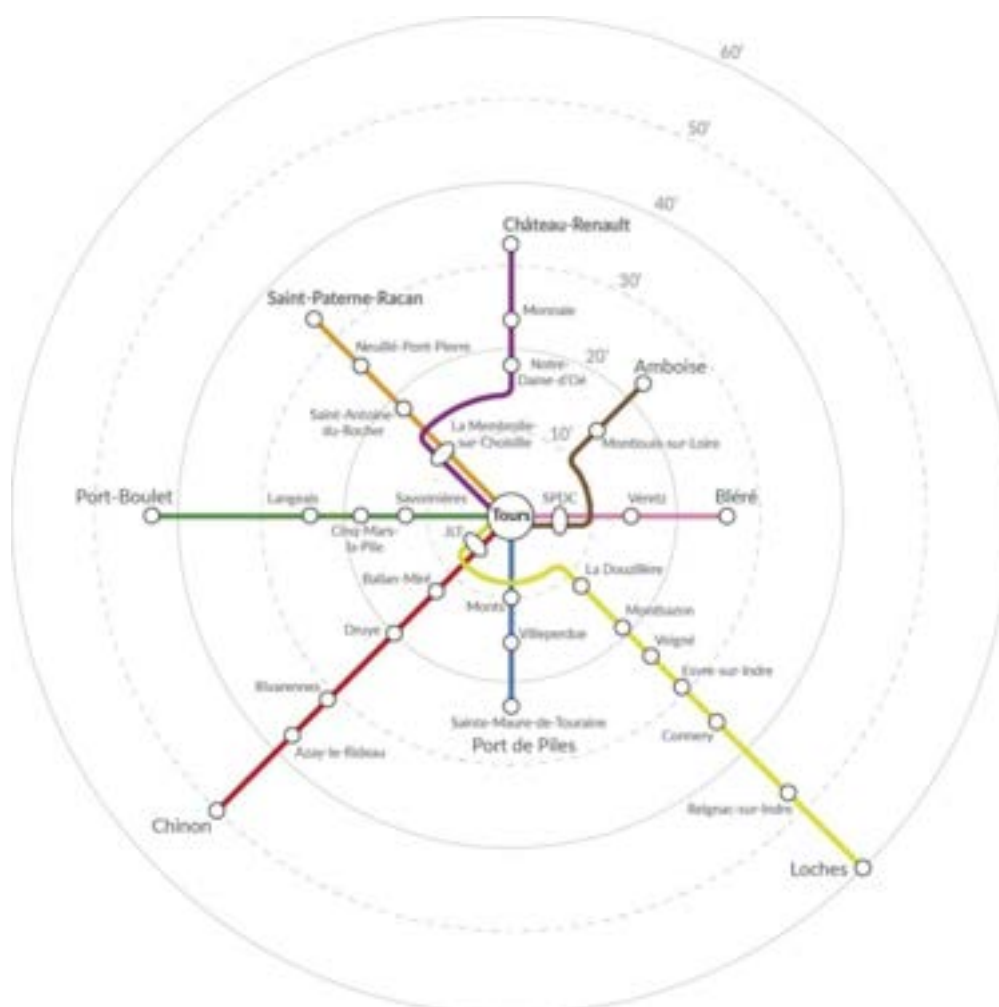 60'
50'
40'
Château-Renault
30'
Saint-Paterne-Racan
Monnaie
Neuillé-Pont-Pierre
20'
Notre-
Dame-d'Oé
Amboise
Saint-Antoine-
du-Rocher
La Membrolle-
sur-Choisille
10'
Montlouis-sur-Loire
Port-Boulet
Langeais
Savonnières
Tours
SPDC
Véretz
Bléré
Cinq-Mars-
la-Pile
JLT
Ballan-Miré
La Douzillère
Monts
Montbazon
Druye
Villeperdue
Veigné
Esvre-sur-Indre
Rivarennes
Sainte-Maure-de-Touraine
Cormery
Port de Piles
Azay-le-Rideau
Reignac-sur-Indre
Chinon
Loches